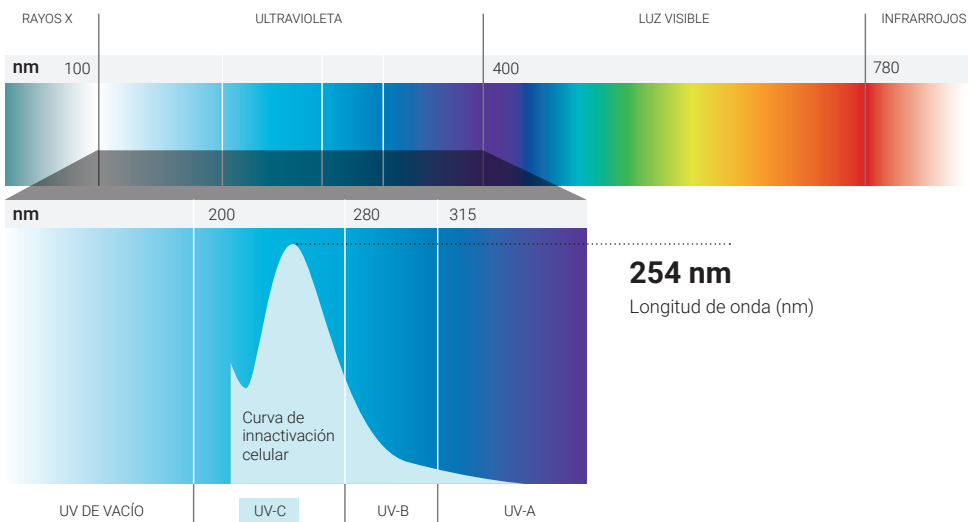 RAYOS X
ULTRAVIOLETA
LUZ VISIBLE
INFRARROJOS
nm
100
400
780
nm
200
280
315
254 nm
Longitud de onda (nm)
Curva de
innactivación
celular
UV DE VACÍO
UV-C
UV-B
UV-A